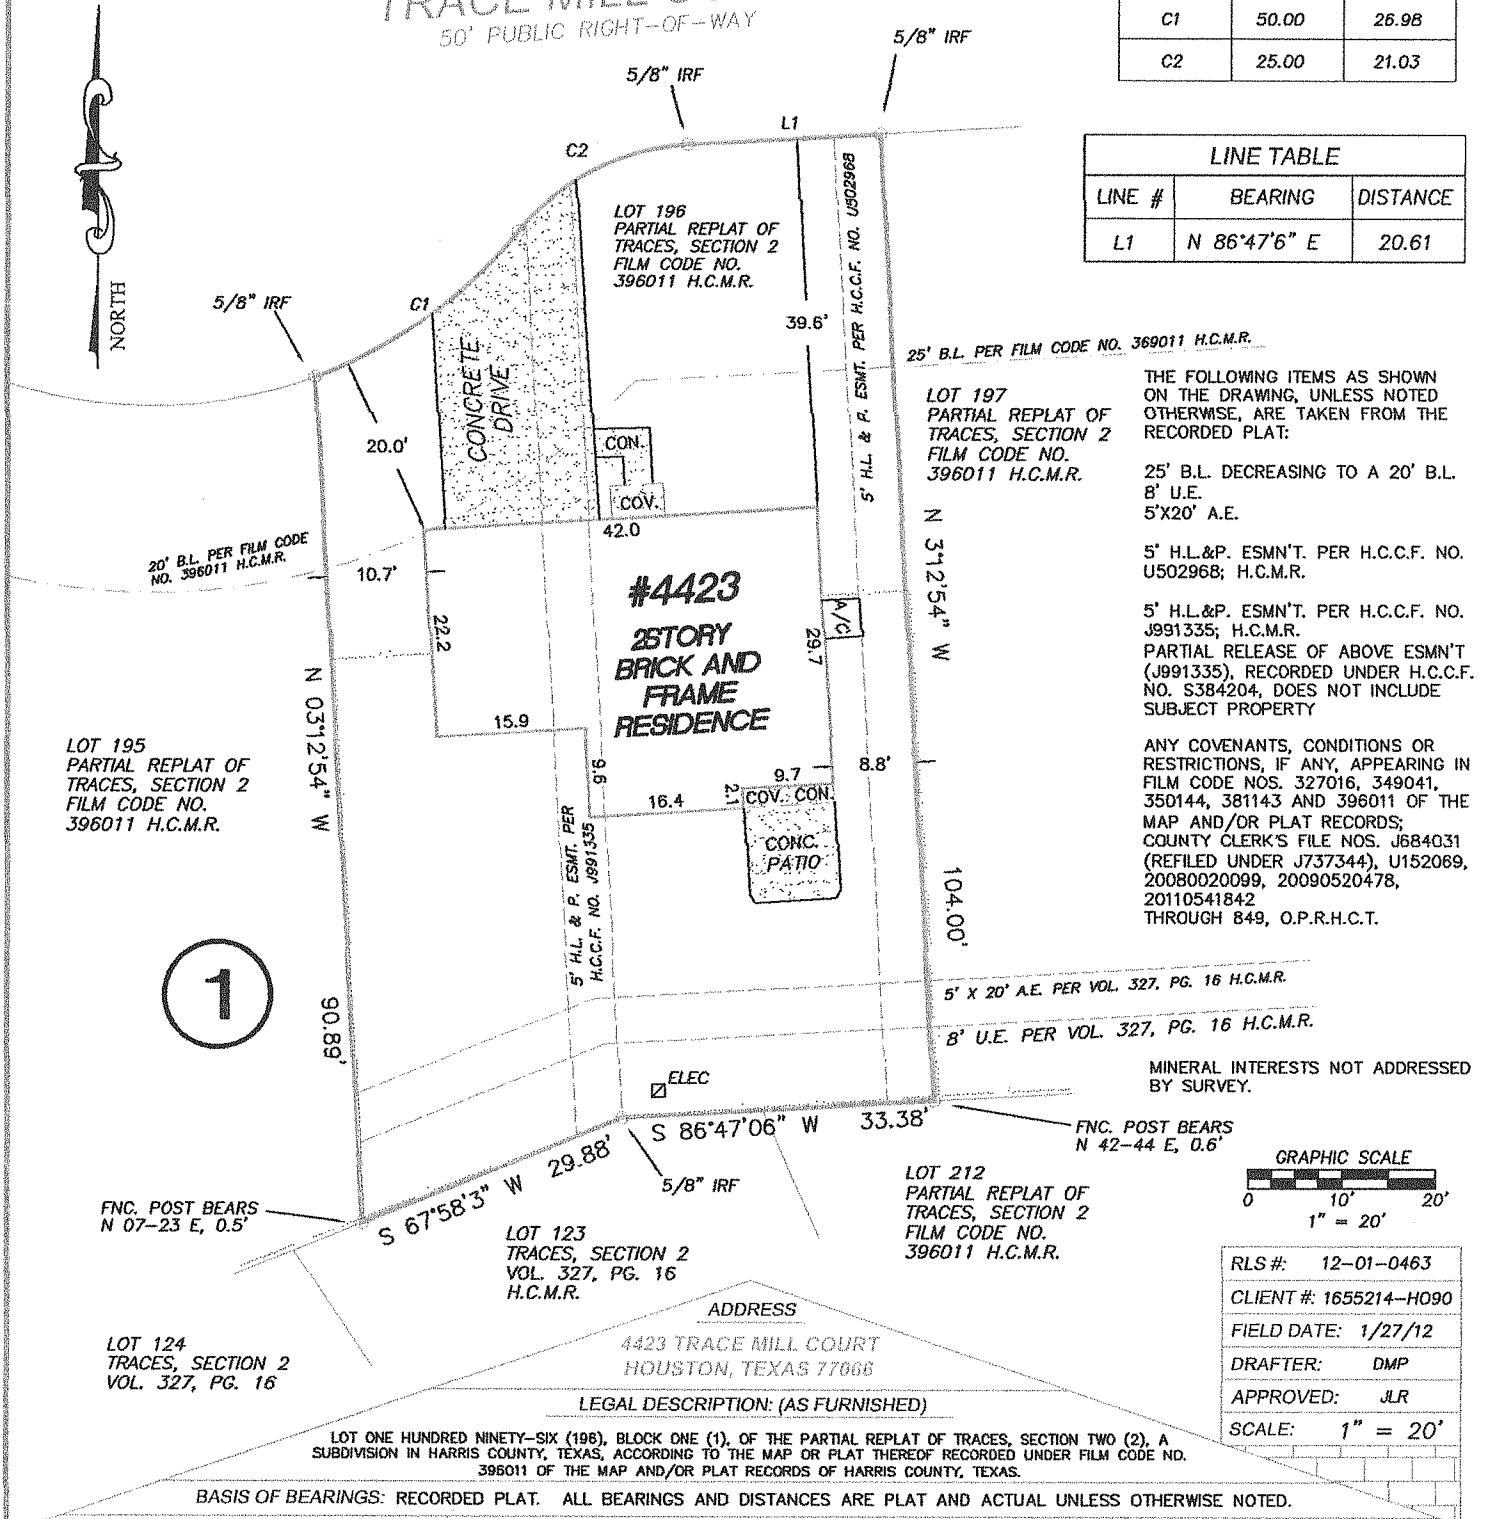 TRACE MILL
50' PUBLIC RIGHT-OF-WAY
C1 50.00 26.98
C2 25.00 21.03
5/8" IRF
5/8" IRF
L1
C2
LINE TABLE
LINE # BEARING DISTANCE
L1 N 86°47'6" E 20.61
NORTH
LOT 196
PARTIAL REPLAT OF
TRACES, SECTION 2
FILM CODE NO.
396011 H.C.M.R.
5' H.L. & P. ESMT. PER H.C.C.F. NO. U502968
5/8" IRF
C1
39.6'
CONCRETE
DRIVE
20.0'
25' B.L. PER FILM CODE NO. 369011 H.C.M.R.
LOT 197
PARTIAL REPLAT OF
TRACES, SECTION 2
FILM CODE NO.
396011 H.C.M.R.
THE FOLLOWING ITEMS AS SHOWN
ON THE DRAWING, UNLESS NOTED
OTHERWISE, ARE TAKEN FROM THE
RECORDED PLAT:
25' B.L. DECREASING TO A 20' B.L.
8' U.E.
5'X20' A.E.
5' H.L.&P. ESMN'T. PER H.C.C.F. NO.
U502968; H.C.M.R.
5' H.L.&P. ESMN'T. PER H.C.C.F. NO.
J991335; H.C.M.R.
PARTIAL RELEASE OF ABOVE ESMN'T
(J991335), RECORDED UNDER H.C.C.F.
NO. S384204, DOES NOT INCLUDE
SUBJECT PROPERTY
ANY COVENANTS, CONDITIONS OR
RESTRICTIONS, IF ANY, APPEARING IN
FILM CODE NOS. 327016, 349041,
350144, 381143 AND 396011 OF THE
MAP AND/OR PLAT RECORDS;
COUNTY CLERK'S FILE NOS. J684031
(REFILED UNDER J737344), U152069,
20080020099, 20090520478,
20110541842
THROUGH 849, O.P.R.H.C.T.
CON.
COV.
42.0
20' B.L. PER FILM CODE
NO. 396011 H.C.M.R.
10.7'
22.2
#4423
2STORY
BRICK AND
FRAME
RESIDENCE
A/C
29.7
N 3°12'54" W
N 03°12'54" W
15.9
9.6
16.4
2.1
9.7
COV. CON.
8.8'
CONC.
PATIO
LOT 195
PARTIAL REPLAT OF
TRACES, SECTION 2
FILM CODE NO.
396011 H.C.M.R.
5' H.L. & P. ESMT. PER
H.C.C.F. NO. J991335
104.00'
1
90.89'
5' X 20' A.E. PER VOL. 327, PG. 16 H.C.M.R.
8' U.E. PER VOL. 327, PG. 16 H.C.M.R.
MINERAL INTERESTS NOT ADDRESSED
BY SURVEY.
ELEC
S 86°47'06" W 33.38'
FNC. POST BEARS
N 42-44 E, 0.6'
S 67°58'3" W 29.88'
5/8" IRF
FNC. POST BEARS
N 07-23 E, 0.5'
LOT 123
TRACES, SECTION 2
VOL. 327, PG. 16
H.C.M.R.
LOT 212
PARTIAL REPLAT OF
TRACES, SECTION 2
FILM CODE NO.
396011 H.C.M.R.
GRAPHIC SCALE
0 10' 20'
1" = 20'
LOT 124
TRACES, SECTION 2
VOL. 327, PG. 16
RLS #: 12-01-0463
CLIENT #: 1655214-H090
FIELD DATE: 1/27/12
DRAFTER: DMP
APPROVED: JLR
SCALE: 1" = 20'
ADDRESS
4423 TRACE MILL COURT
HOUSTON, TEXAS 77066
LEGAL DESCRIPTION: (AS FURNISHED)
LOT ONE HUNDRED NINETY-SIX (196), BLOCK ONE (1), OF THE PARTIAL REPLAT OF TRACES, SECTION TWO (2), A
SUBDIVISION IN HARRIS COUNTY, TEXAS, ACCORDING TO THE MAP OR PLAT THEREOF RECORDED UNDER FILM CODE NO.
396011 OF THE MAP AND/OR PLAT RECORDS OF HARRIS COUNTY, TEXAS.
BASIS OF BEARINGS: RECORDED PLAT. ALL BEARINGS AND DISTANCES ARE PLAT AND ACTUAL UNLESS OTHERWISE NOTED.